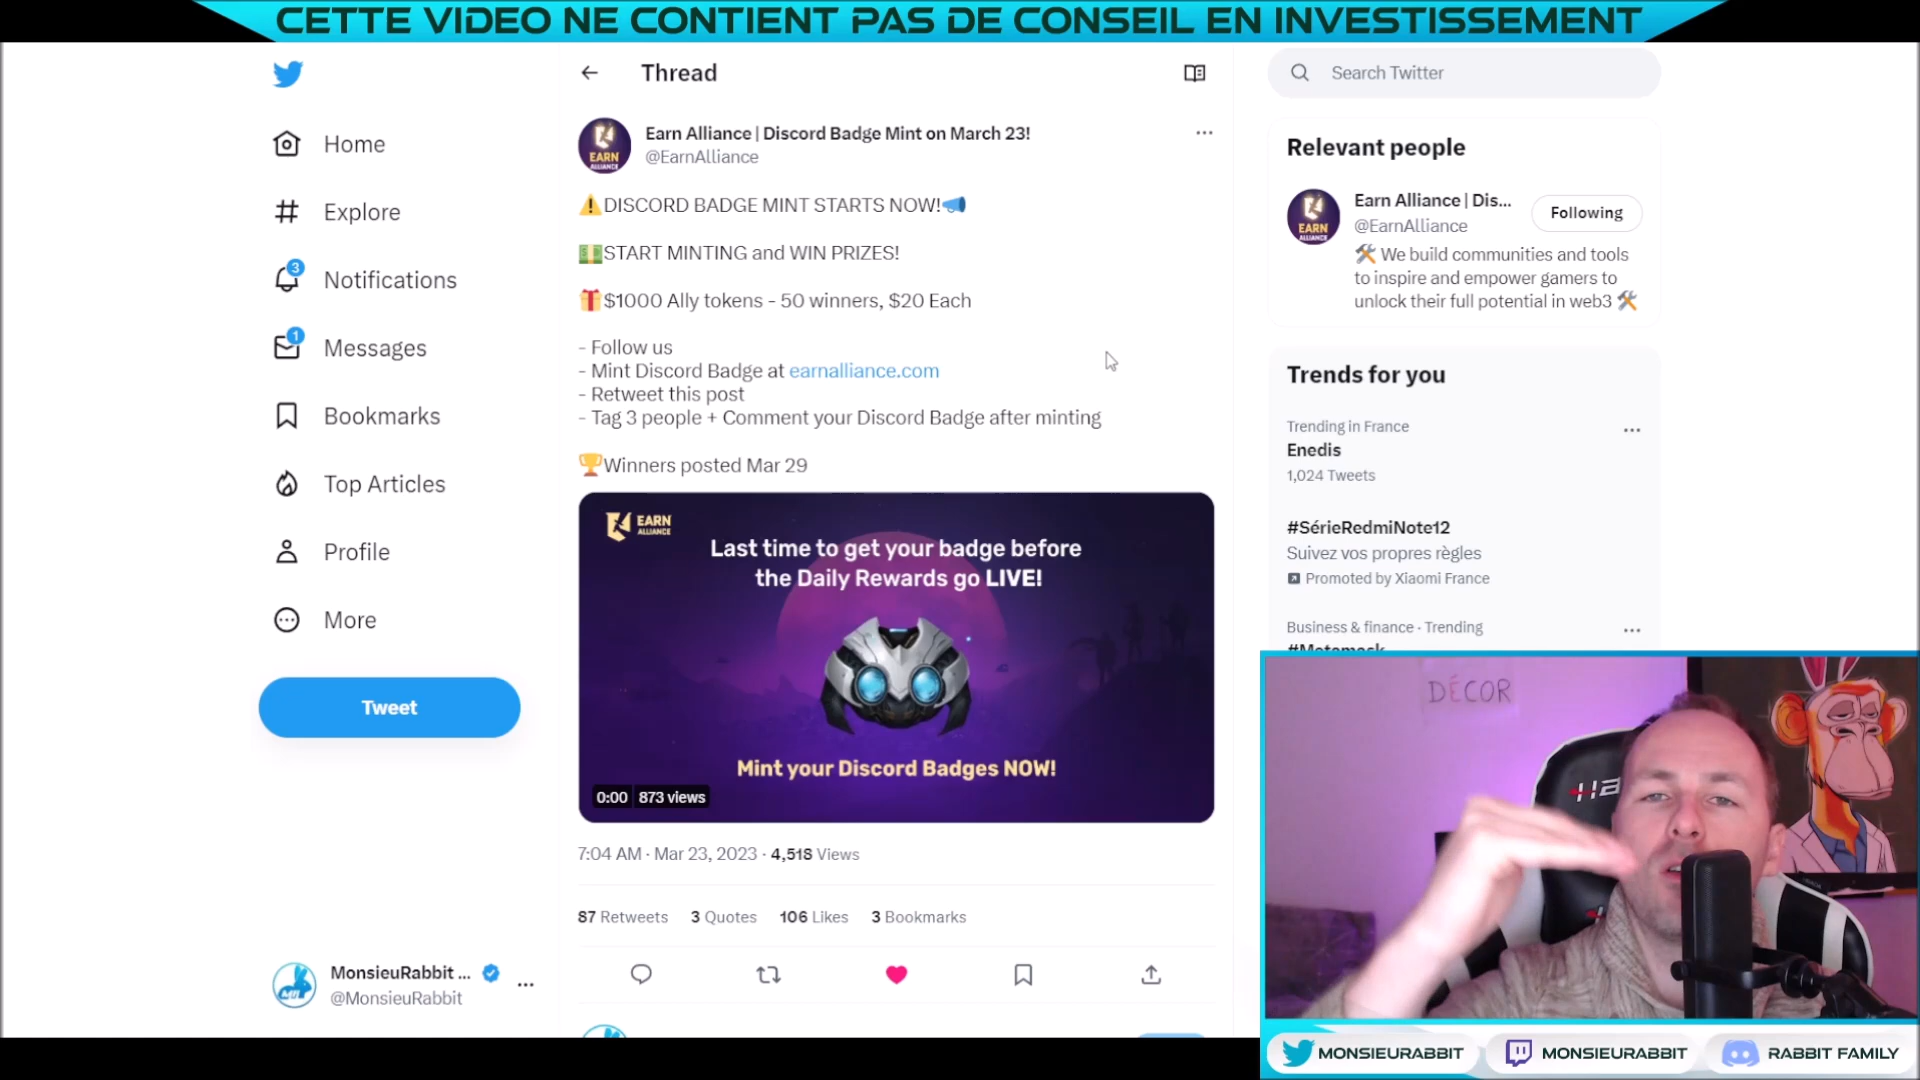 CETTE VIDEO NE CONTIENT PAS DE CONSEIL EN INVESTISSEMENT
Home
Explore
3
Notifications
1
Messages
Bookmarks
Top Articles
Profile
More
Tweet
MonsieuRabbit ...
@MonsieuRabbit
Thread
EARN
ALLIANCE
Earn Alliance | Discord Badge Mint on March 23!
@EarnAlliance
⚠️DISCORD BADGE MINT STARTS NOW!📢
💵START MINTING and WIN PRIZES!
🎁$1000 Ally tokens - 50 winners, $20 Each
- Follow us
- Mint Discord Badge at earnalliance.com
- Retweet this post
- Tag 3 people + Comment your Discord Badge after minting
🏆Winners posted Mar 29
EARN
ALLIANCE
Last time to get your badge before
the Daily Rewards go LIVE!
Mint your Discord Badges NOW!
0:00 873 views
7:04 AM · Mar 23, 2023 · 4,518 Views
87 Retweets 3 Quotes 106 Likes 3 Bookmarks
Search Twitter
Relevant people
EARN
ALLIANCE
Earn Alliance | Dis...
@EarnAlliance
Following
🛠️ We build communities and tools
to inspire and empower gamers to
unlock their full potential in web3 🛠️
Trends for you
Trending in France
Enedis
1,024 Tweets
#SérieRedmiNote12
Suivez vos propres règles
Promoted by Xiaomi France
Business & finance · Trending
#Metamask
DÉCOR
MONSIEURABBIT
MONSIEURABBIT
RABBIT FAMILY